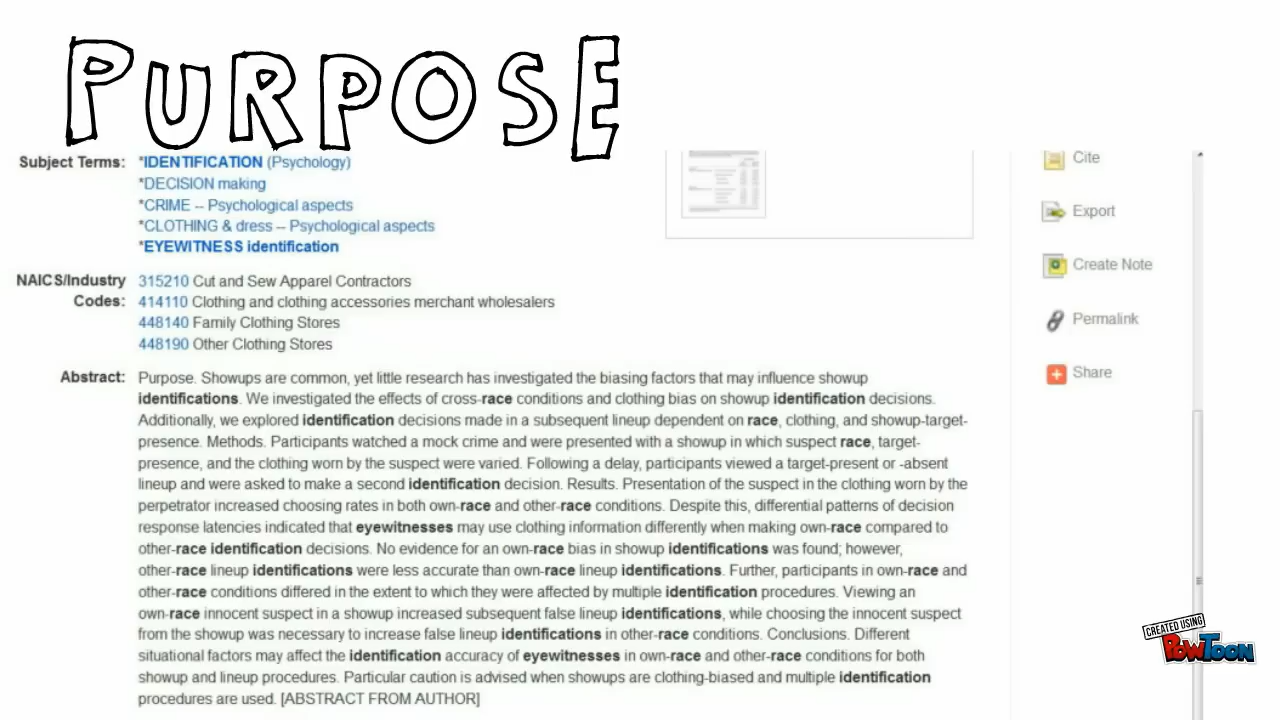 PURPOSE
Subject Terms: *IDENTIFICATION (Psychology)
*DECISION making
*CRIME -- Psychological aspects
*CLOTHING & dress -- Psychological aspects
*EYEWITNESS identification
NAICS/Industry Codes: 315210 Cut and Sew Apparel Contractors
414110 Clothing and clothing accessories merchant wholesalers
448140 Family Clothing Stores
448190 Other Clothing Stores
Abstract: Purpose. Showups are common, yet little research has investigated the biasing factors that may influence showup
identifications. We investigated the effects of cross-race conditions and clothing bias on showup identification decisions.
Additionally, we explored identification decisions made in a subsequent lineup dependent on race, clothing, and showup-target-
presence. Methods. Participants watched a mock crime and were presented with a showup in which suspect race, target-
presence, and the clothing worn by the suspect were varied. Following a delay, participants viewed a target-present or -absent
lineup and were asked to make a second identification decision. Results. Presentation of the suspect in the clothing worn by the
perpetrator increased choosing rates in both own-race and other-race conditions. Despite this, differential patterns of decision
response latencies indicated that eyewitnesses may use clothing information differently when making own-race compared to
other-race identification decisions. No evidence for an own-race bias in showup identifications was found; however,
other-race lineup identifications were less accurate than own-race lineup identifications. Further, participants in own-race and
other-race conditions differed in the extent to which they were affected by multiple identification procedures. Viewing an
own-race innocent suspect in a showup increased subsequent false lineup identifications, while choosing the innocent suspect
from the showup was necessary to increase false lineup identifications in other-race conditions. Conclusions. Different
situational factors may affect the identification accuracy of eyewitnesses in own-race and other-race conditions for both
showup and lineup procedures. Particular caution is advised when showups are clothing-biased and multiple identification
procedures are used. [ABSTRACT FROM AUTHOR]
Cite
Export
Create Note
Permalink
Share
CREATED USING
POWTOON